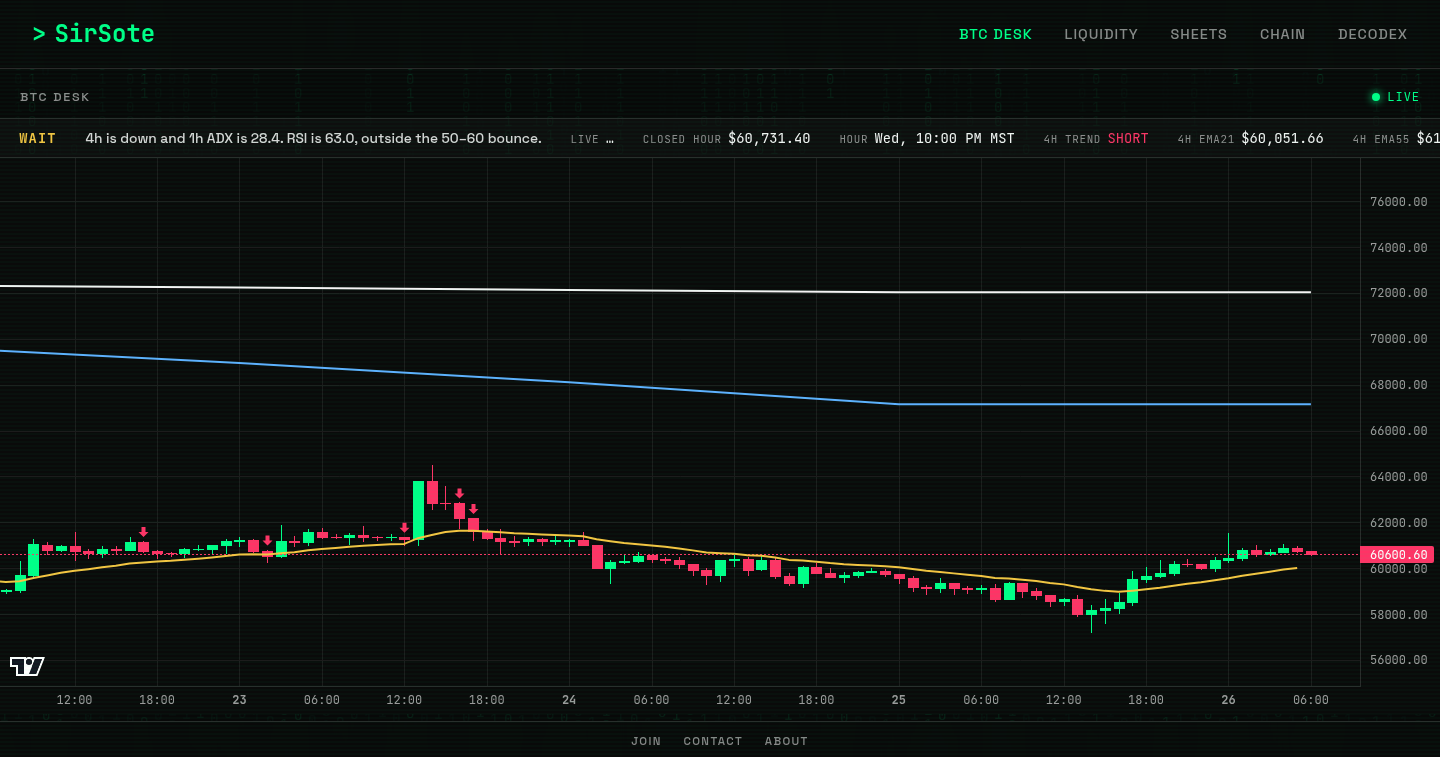 > SirSote
BTC DESK LIQUIDITY SHEETS CHAIN DECODEX
BTC DESK
LIVE
WAIT 4h is down and 1h ADX is 28.4. RSI is 63.0, outside the 50–60 bounce. LIVE … CLOSED HOUR $60,731.40 HOUR Wed, 10:00 PM MST 4H TREND SHORT 4H EMA21 $60,051.66 4H EMA55 $61
76000.00
74000.00
72000.00
70000.00
68000.00
66000.00
64000.00
62000.00
60600.60
60000.00
58000.00
56000.00
12:00 18:00 23 06:00 12:00 18:00 24 06:00 12:00 18:00 25 06:00 12:00 18:00 26 06:00
JOIN CONTACT ABOUT